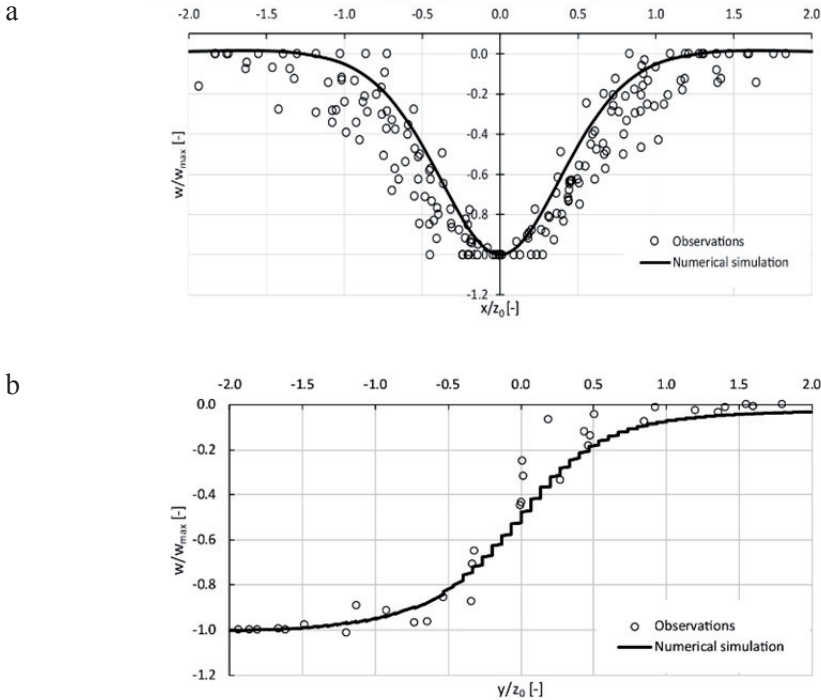 a
-2.0 -1.5 -1.0 -0.5 0.0 0.5 1.0 1.5 2.0
0.0
-0.2
-0.4
-0.6
-0.8
-1.0
-1.2
w/wmax [-]
Observations
Numerical simulation
x/z0 [-]
b
-2.0 -1.5 -1.0 -0.5 0.0 0.5 1.0 1.5 2.0
0.0
-0.2
-0.4
-0.6
-0.8
-1.0
-1.2
w/wmax [-]
Observations
Numerical simulation
y/z0 [-]